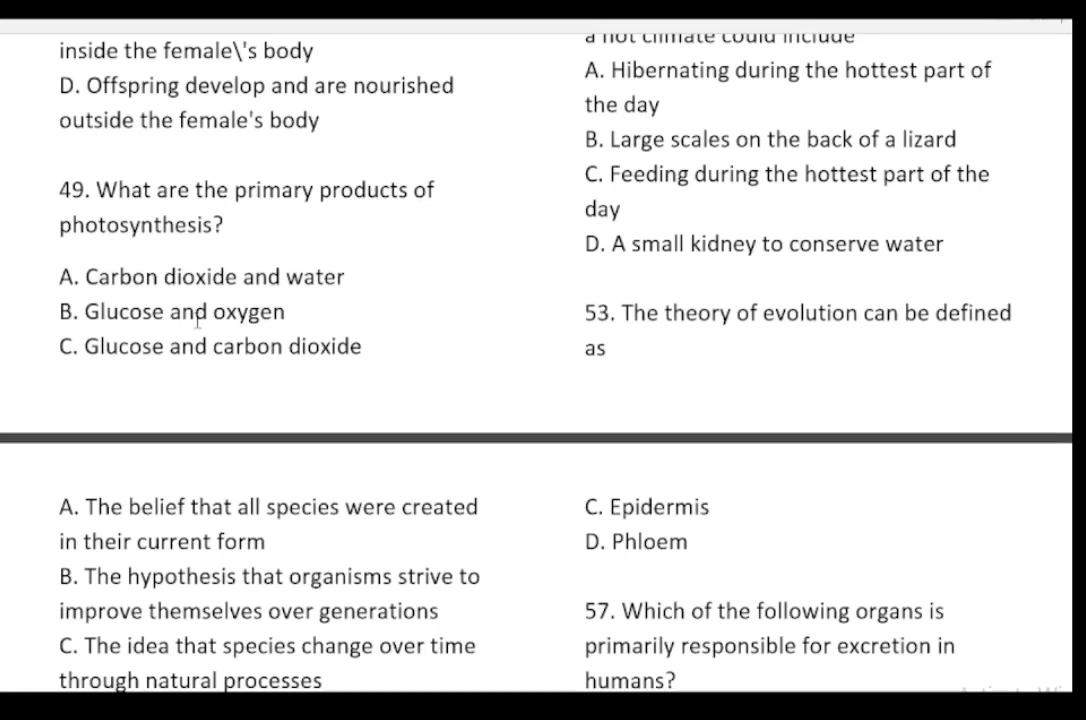 inside the female\'s body
D. Offspring develop and are nourished
outside the female's body
49. What are the primary products of
photosynthesis?
A. Carbon dioxide and water
B. Glucose and oxygen
C. Glucose and carbon dioxide
a hot climate could include
A. Hibernating during the hottest part of
the day
B. Large scales on the back of a lizard
C. Feeding during the hottest part of the
day
D. A small kidney to conserve water
53. The theory of evolution can be defined
as
A. The belief that all species were created
in their current form
B. The hypothesis that organisms strive to
improve themselves over generations
C. The idea that species change over time
through natural processes
C. Epidermis
D. Phloem
57. Which of the following organs is
primarily responsible for excretion in
humans?